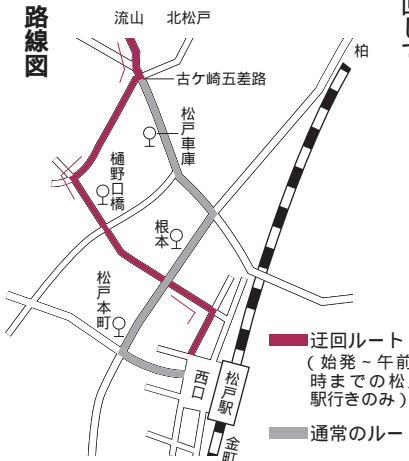 路線図
流山
北松戸
柏
古ケ崎五差路
松戸車庫
樋野口橋
根本
松戸本町
西口
松戸駅
金町
迂回ルート
(始発~午前
時までの松
駅行きのみ)
通常のルー